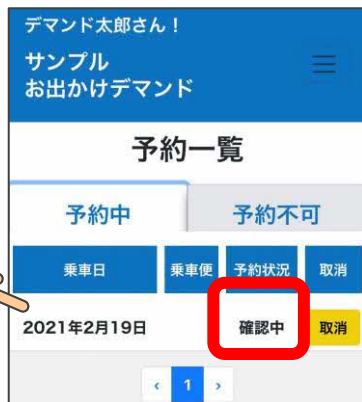 デマンド太郎さん！
サンプル
お出かけデマンド
予約一覧
予約中 予約不可
乗車日 乗車便 予約状況 取消
2021年2月19日 確認中 取消
‹ 1 ›